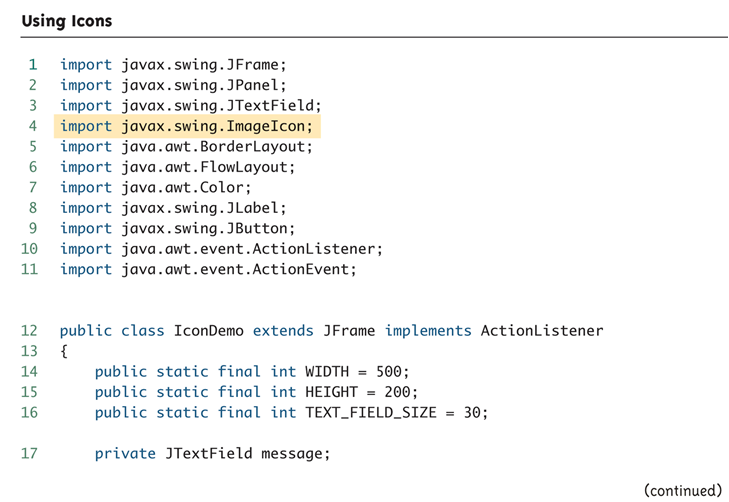 Using Icons
1 import javax.swing.JFrame;
2 import javax.swing.JPanel;
3 import javax.swing.JTextField;
4 import javax.swing.ImageIcon;
5 import java.awt.BorderLayout;
6 import java.awt.FlowLayout;
7 import java.awt.Color;
8 import javax.swing.JLabel;
9 import javax.swing.JButton;
10 import java.awt.event.ActionListener;
11 import java.awt.event.ActionEvent;
12 public class IconDemo extends JFrame implements ActionListener
13 {
14     public static final int WIDTH = 500;
15     public static final int HEIGHT = 200;
16     public static final int TEXT_FIELD_SIZE = 30;
17     private JTextField message;
(continued)